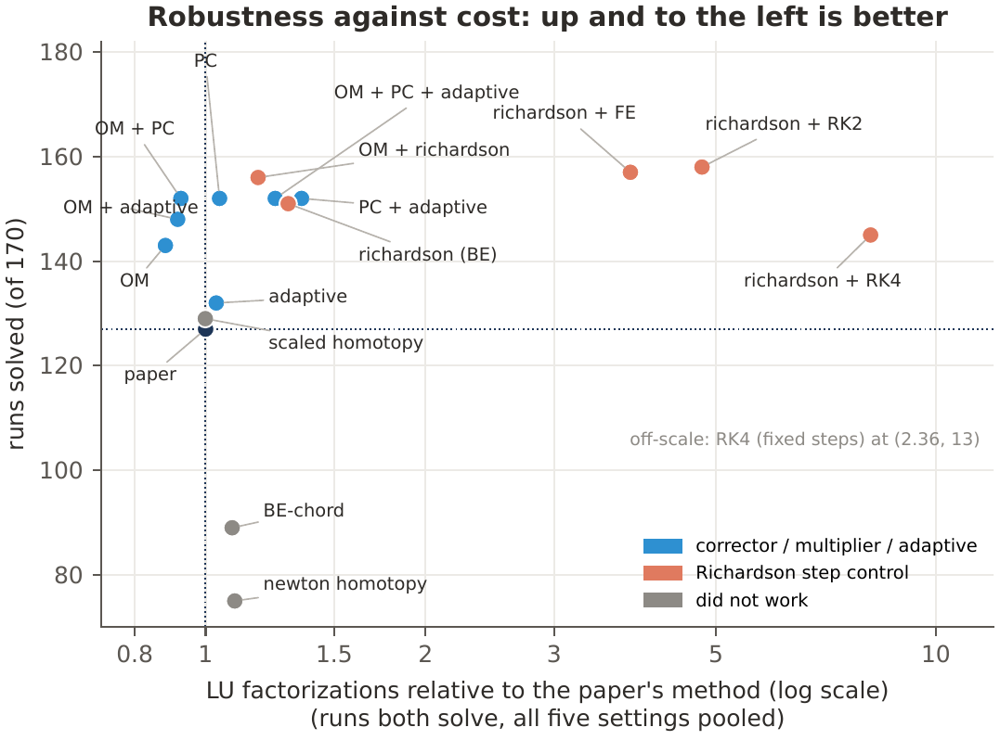 Robustness against cost: up and to the left is better
runs solved (of 170)
180
160
140
120
100
80
PC
OM + PC + adaptive
richardson + FE
richardson + RK2
OM + PC
OM + richardson
OM + adaptive
PC + adaptive
richardson (BE)
OM
richardson + RK4
adaptive
scaled homotopy
paper
off-scale: RK4 (fixed steps) at (2.36, 13)
BE-chord
newton homotopy
corrector / multiplier / adaptive
Richardson step control
did not work
0.8 1 1.5 2 3 5 10
LU factorizations relative to the paper's method (log scale)
(runs both solve, all five settings pooled)